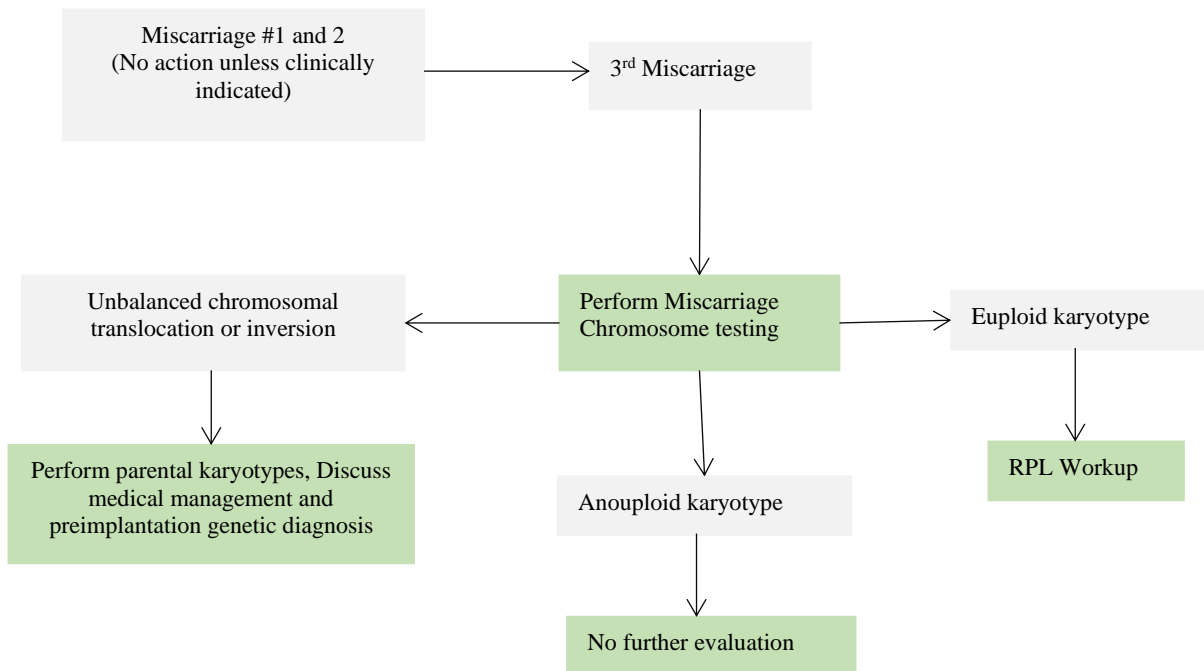 Miscarriage #1 and 2
(No action unless clinically
indicated)
3rd Miscarriage
Unbalanced chromosomal
translocation or inversion
Perform Miscarriage
Chromosome testing
Euploid karyotype
Perform parental karyotypes, Discuss
medical management and
preimplantation genetic diagnosis
Anouploid karyotype
RPL Workup
No further evaluation